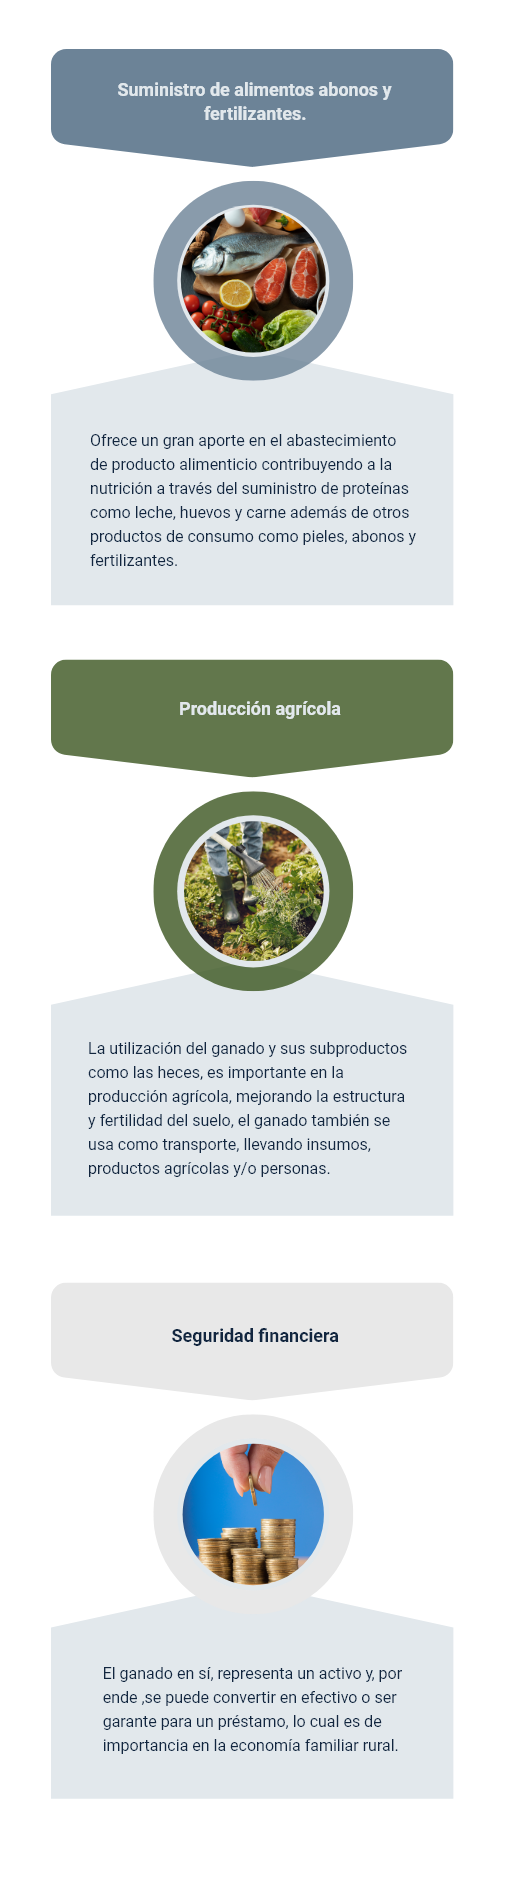 Suministro de alimentos abonos y
fertilizantes.
Ofrece un gran aporte en el abastecimiento
de producto alimenticio contribuyendo a la
nutrición a través del suministro de proteínas
como leche, huevos y carne además de otros
productos de consumo como pieles, abonos y
fertilizantes.
Producción agrícola
La utilización del ganado y sus subproductos
como las heces, es importante en la
producción agrícola, mejorando la estructura
y fertilidad del suelo, el ganado también se
usa como transporte, llevando insumos,
productos agrícolas y/o personas.
Seguridad financiera
El ganado en sí, representa un activo y, por
ende ,se puede convertir en efectivo o ser
garante para un préstamo, lo cual es de
importancia en la economía familiar rural.